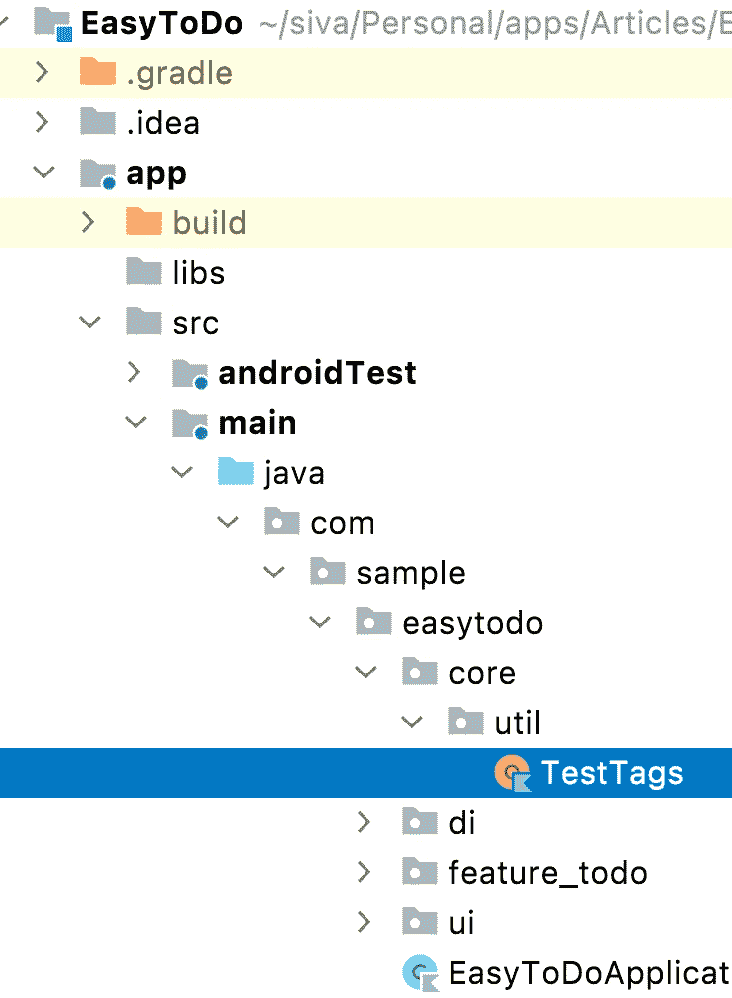 EasyToDo ~/siva/Personal/apps/Articles/E
.gradle
.idea
app
build
libs
src
androidTest
main
java
com
sample
easytodo
core
util
TestTags
di
feature_todo
ui
EasyToDoApplicat